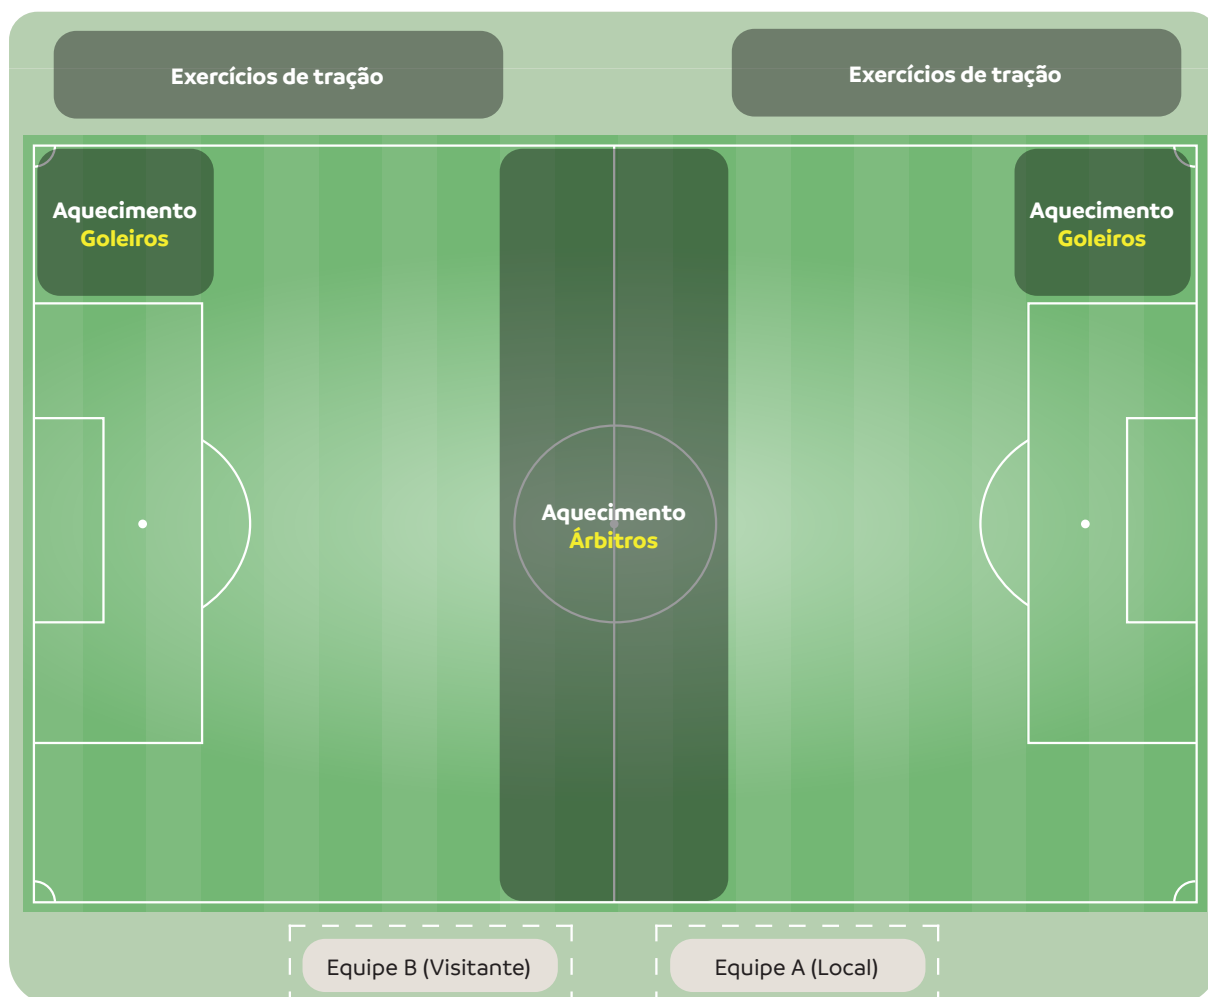 Exercícios de tração
Exercícios de tração
Aquecimento
Goleiros
Aquecimento
Goleiros
Aquecimento
Árbitros
Equipe B (Visitante)
Equipe A (Local)